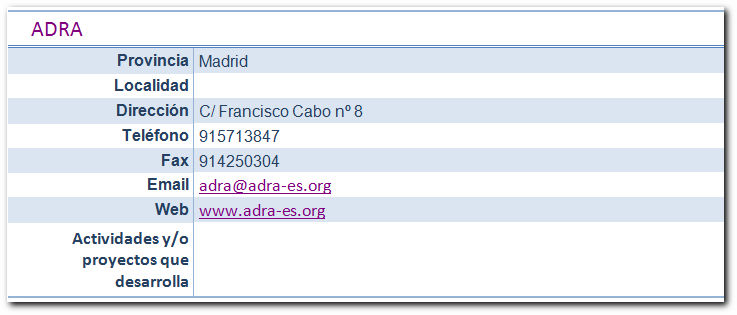 ADRA
Provincia Madrid
Localidad
Dirección C/ Francisco Cabo nº 8
Teléfono 915713847
Fax 914250304
Email adra@adra-es.org
Web www.adra-es.org
Actividades y/o
proyectos que
desarrolla